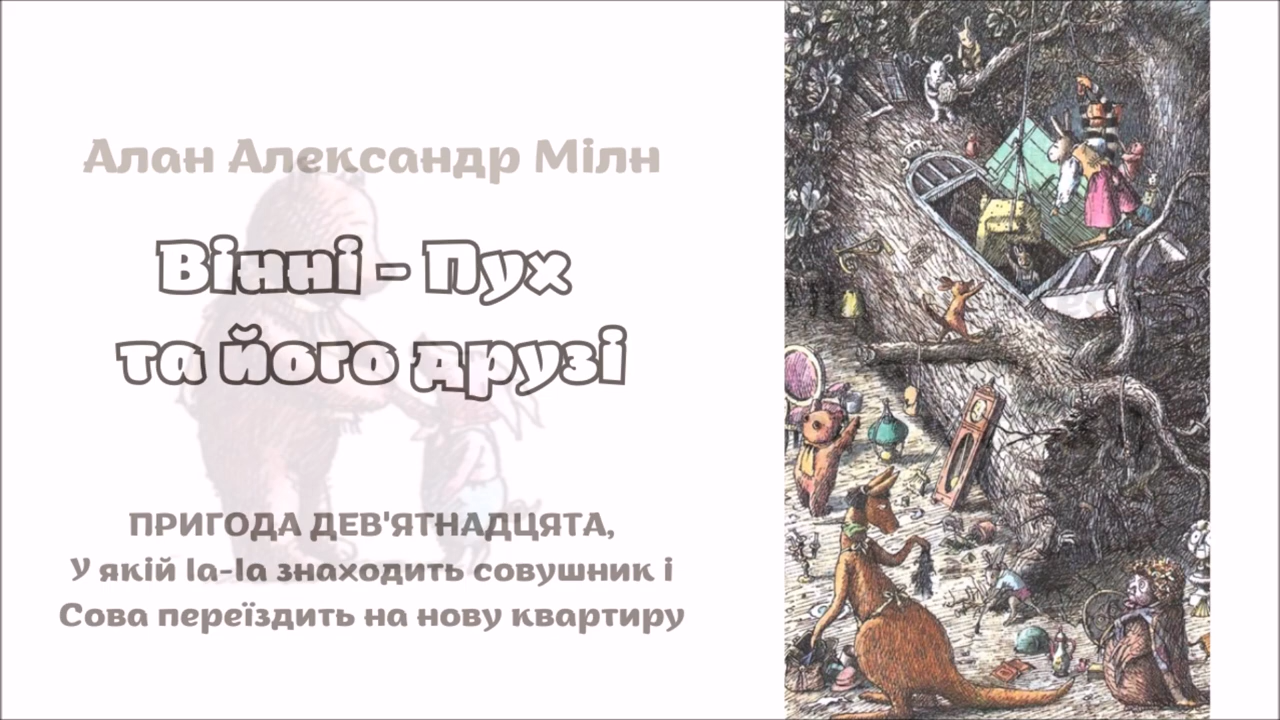 Алан Александр Мілн
Вінні - Пух
та його друзі
ПРИГОДА ДЕВ'ЯТНАДЦЯТА,
У якій Іа-Іа знаходить совушник і
Сова переїздить на нову квартиру